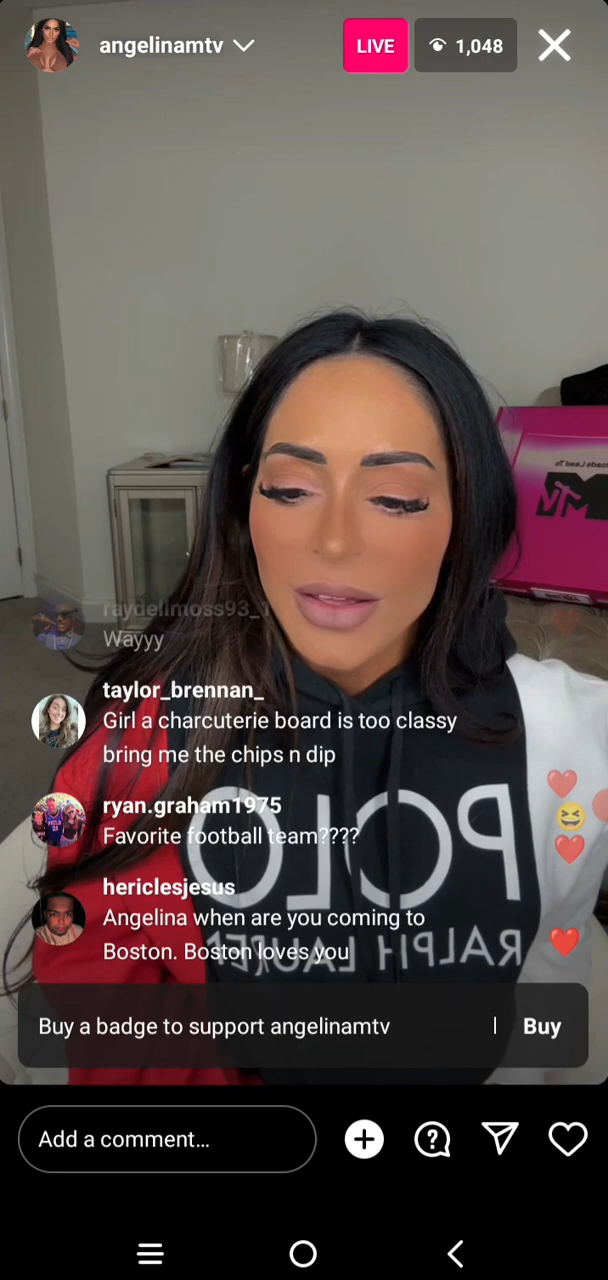 angelinamtv
LIVE
1,048
MTV
raydellmoss93_1
Wayyy
taylor_brennan_
Girl a charcuterie board is too classy
bring me the chips n dip
ryan.graham1975
Favorite football team????
hericlesjesus
Angelina when are you coming to
Boston. Boston loves you
POLO
RALPH LAUREN
Buy a badge to support angelinamtv
Buy
Add a comment...